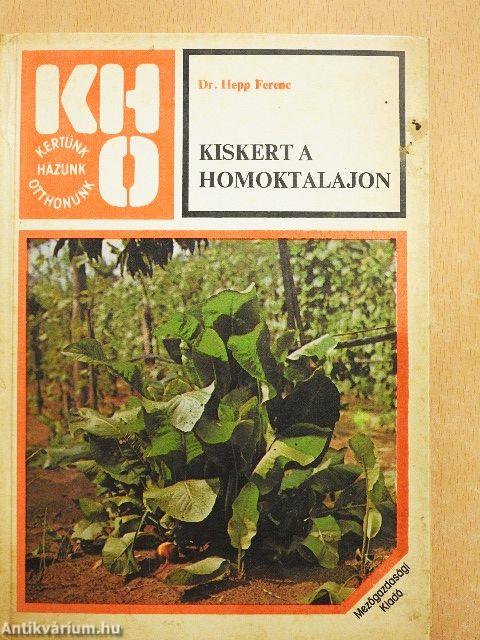 KH
O
KERTÜNK
HÁZUNK
OTTHONUNK
Dr. Hepp Ferenc
KISKERT A
HOMOKTALAJON
Mezőgazdasági
Kiadó
Antikvárium.hu